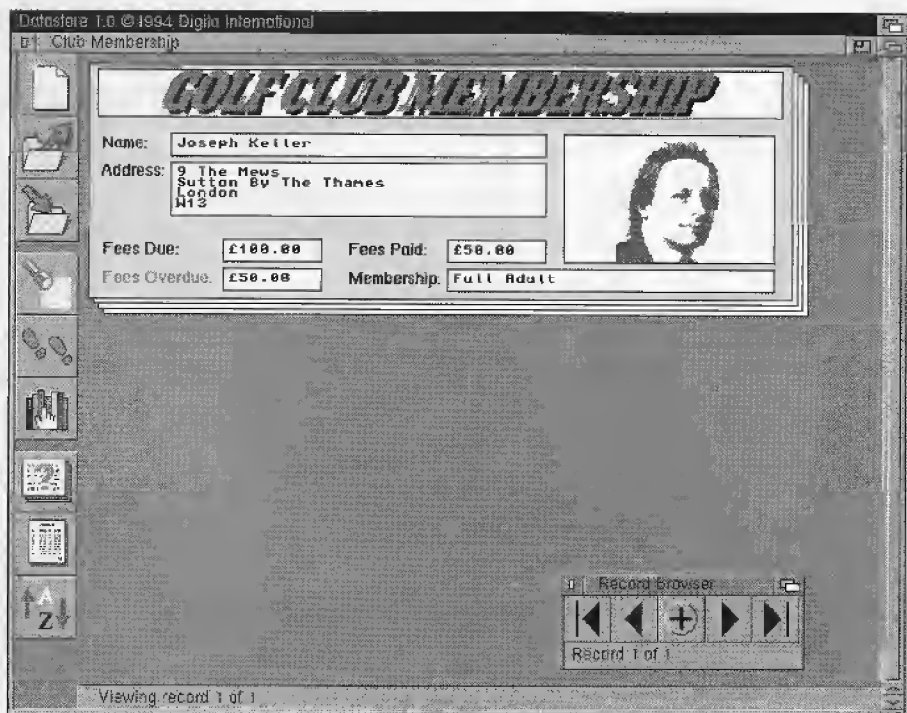 Datastore 1.0 © 1994 Digita International
Club Membership
GOLF CLUB MEMBERSHIP
Name: Joseph Keller
Address: 9 The Mews
Sutton By The Thames
London
W13
Fees Due: £100.00 Fees Paid: £50.00
Fees Overdue: £50.00 Membership: Full Adult
?
A
Z
Record Browser
Record 1 of 1
Viewing record 1 of 1